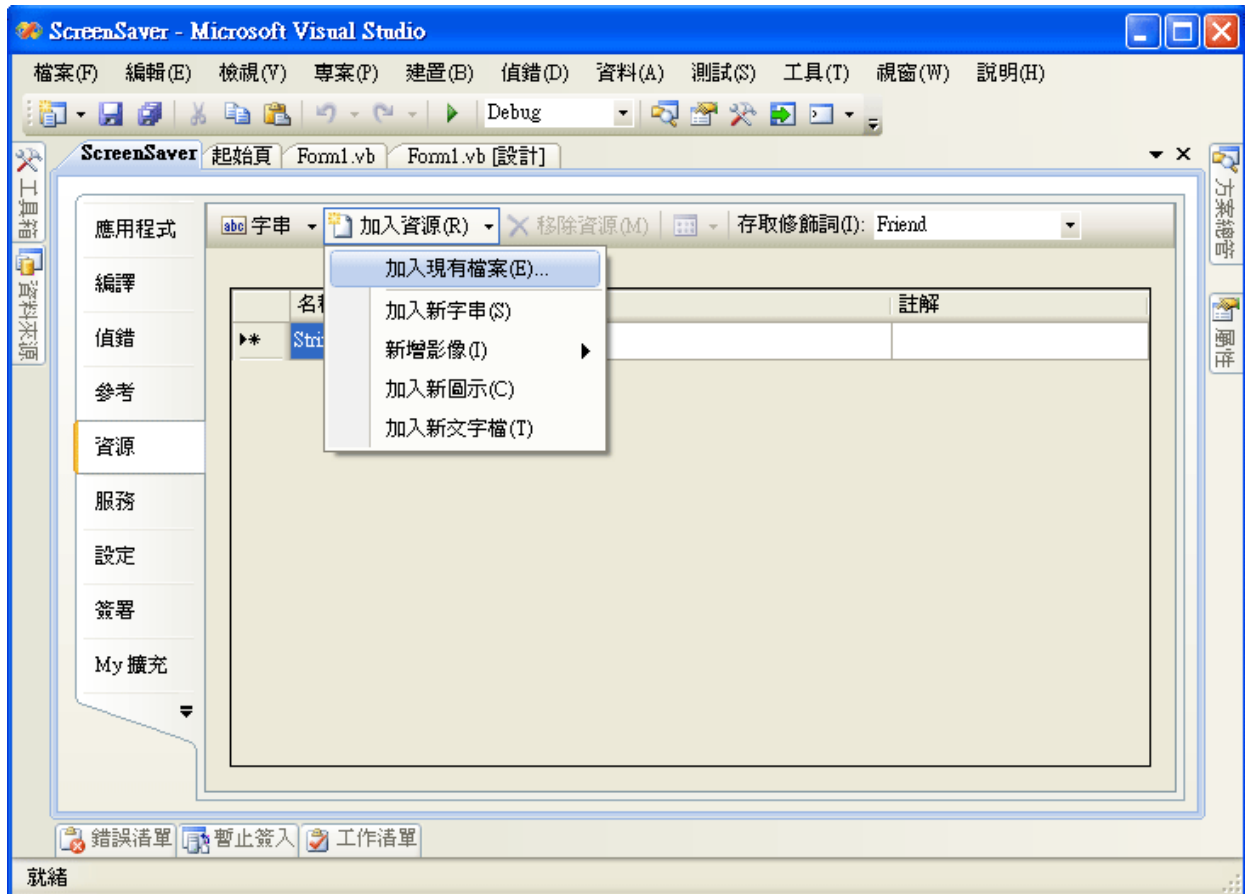 ScreenSaver - Microsoft Visual Studio
檔案(F) 編輯(E) 檢視(V) 專案(P) 建置(B) 偵錯(D) 資料(A) 測試(S) 工具(T) 視窗(W) 說明(H)
Debug
ScreenSaver 起始頁 Form1.vb Form1.vb [設計]
工具箱
資料來源
應用程式
編譯
偵錯
參考
資源
服務
設定
簽署
My 擴充
abc 字串 加入資源(R) 移除資源(M) 存取修飾詞(I): Friend
加入現有檔案(E)...
加入新字串(S)
新增影像(I)
加入新圖示(C)
加入新文字檔(T)
註解
方案總管
屬性
錯誤清單 暫止簽入 工作清單
就緒